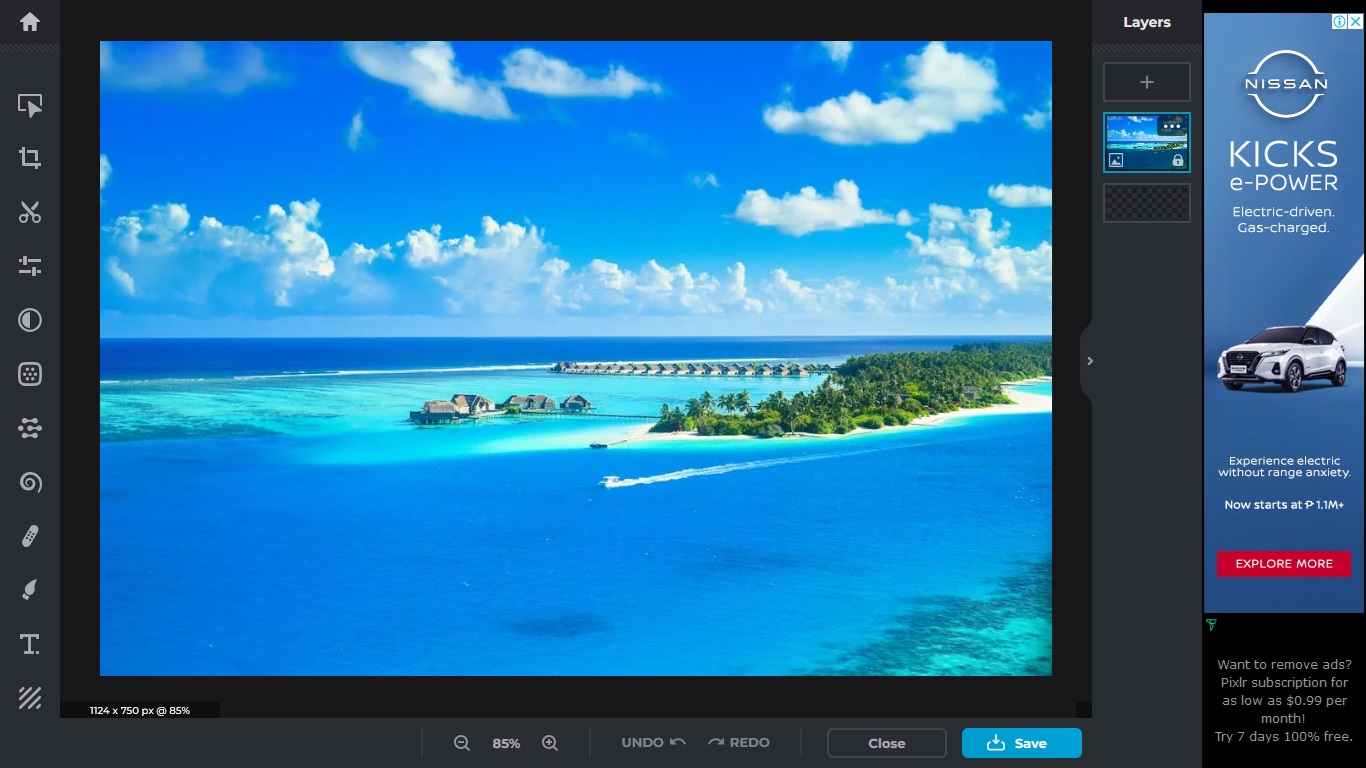 Layers
NISSAN
KICKS
e-POWER
Electric-driven.
Gas-charged.
Experience electric
without range anxiety.
Now starts at ₱1.1M+
EXPLORE MORE
Want to remove ads?
Pixlr subscription for
as low as $0.99 per
month!
Try 7 days 100% free.
T.
1124 x 750 px @ 85%
85%
UNDO
REDO
Close
Save